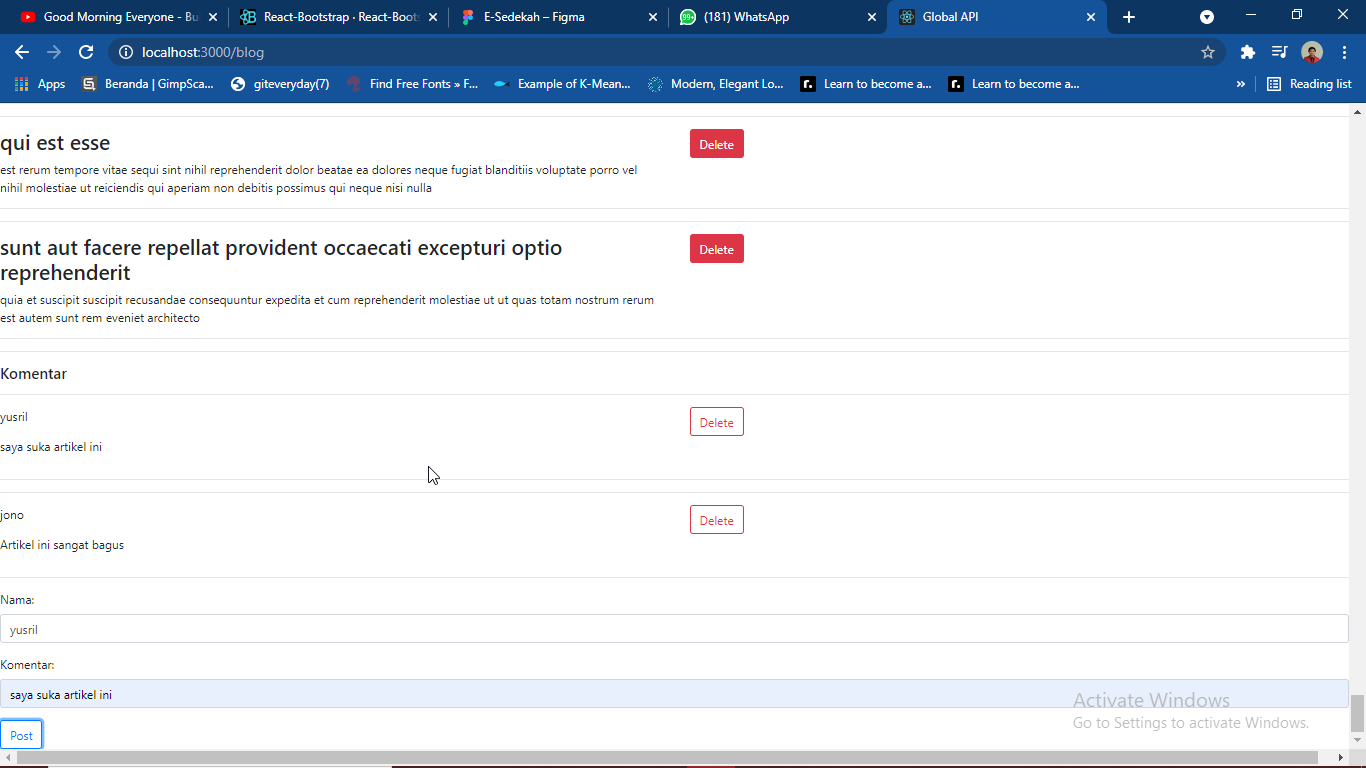 Good Morning Everyone - Bu
React-Bootstrap · React-Boots
E-Sedekah – Figma
99+
(181) WhatsApp
Global API
localhost:3000/blog
Apps
Beranda | GimpSca...
giteveryday(7)
Find Free Fonts » F...
Example of K-Mean...
Modern, Elegant Lo...
r.
Learn to become a...
r.
Learn to become a...
»
Reading list
qui est esse
Delete
est rerum tempore vitae sequi sint nihil reprehenderit dolor beatae ea dolores neque fugiat blanditiis voluptate porro vel
nihil molestiae ut reiciendis qui aperiam non debitis possimus qui neque nisi nulla
sunt aut facere repellat provident occaecati excepturi optio
reprehenderit
Delete
quia et suscipit suscipit recusandae consequuntur expedita et cum reprehenderit molestiae ut ut quas totam nostrum rerum
est autem sunt rem eveniet architecto
Komentar
yusril
Delete
saya suka artikel ini
jono
Delete
Artikel ini sangat bagus
Nama:
yusril
Komentar:
saya suka artikel ini
Post
Activate Windows
Go to Settings to activate Windows.